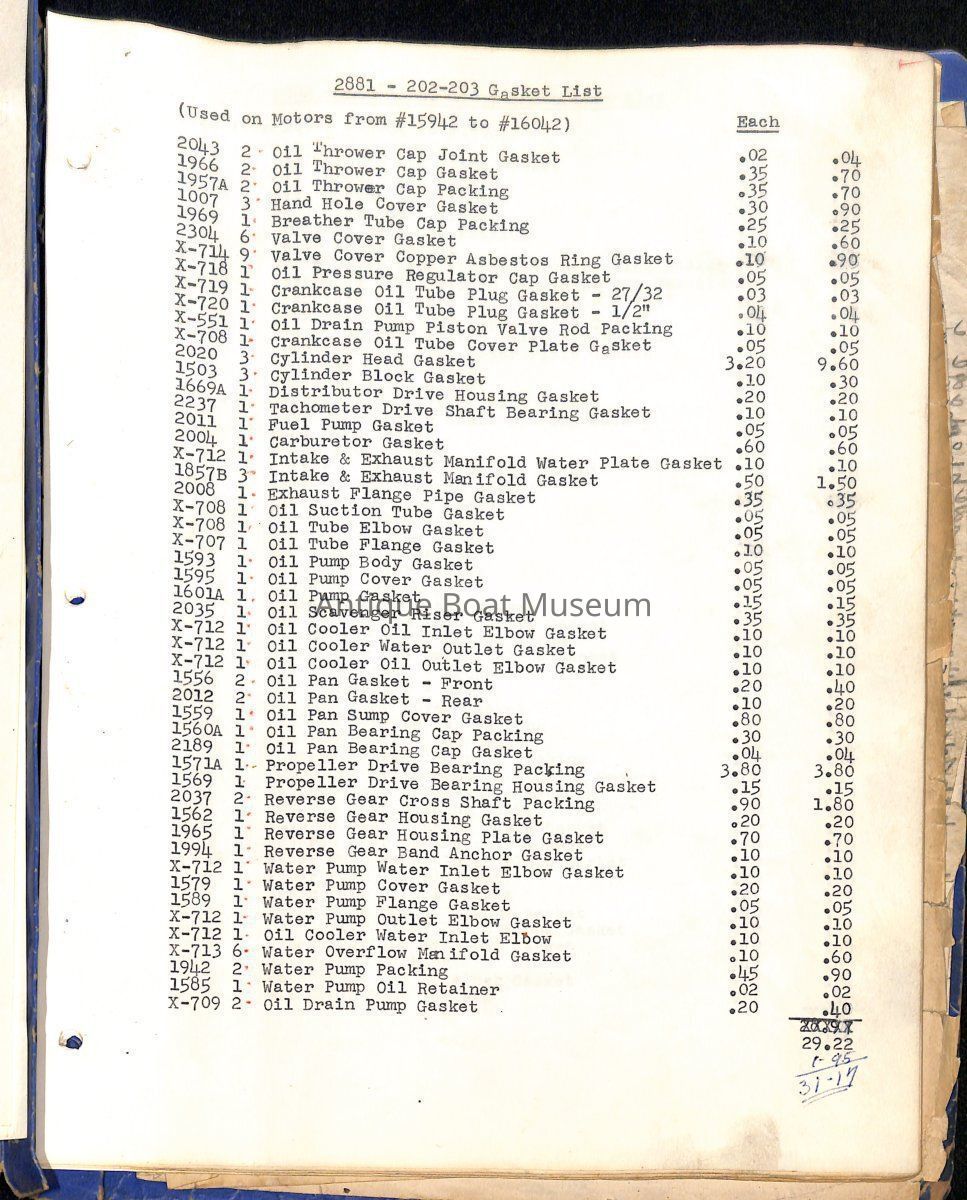 2881 - 202-203 Gasket List
(Used on Motors from #15942 to #16042) Each
2043 2 Oil Thrower Cap Joint Gasket .02 .04
1966 2 Oil Thrower Cap Gasket .35 .70
1957A 2 Oil Thrower Cap Packing .35 .70
1007 3 Hand Hole Cover Gasket .30 .90
1969 1 Breather Tube Cap Packing .25 .25
2304 6 Valve Cover Gasket .10 .60
X-714 9 Valve Cover Copper Asbestos Ring Gasket .10 .90
X-718 1 Oil Pressure Regulator Cap Gasket .05 .05
X-719 1 Crankcase Oil Tube Plug Gasket - 27/32 .03 .03
X-720 1 Crankcase Oil Tube Plug Gasket - 1/2" .04 .04
X-551 1 Oil Drain Pump Piston Valve Rod Packing .10 .10
X-708 1 Crankcase Oil Tube Cover Plate Gasket .05 .05
2020 3 Cylinder Head Gasket 3.20 9.60
1503 3 Cylinder Block Gasket .10 .30
1669A 1 Distributor Drive Housing Gasket .20 .20
2237 1 Tachometer Drive Shaft Bearing Gasket .10 .10
2011 1 Fuel Pump Gasket .05 .05
2004 1 Carburetor Gasket .60 .60
X-712 1 Intake & Exhaust Manifold Water Plate Gasket .10 .10
1857B 3 Intake & Exhaust Manifold Gasket .50 1.50
2008 1 Exhaust Flange Pipe Gasket .35 .35
X-708 1 Oil Suction Tube Gasket .05 .05
X-708 1 Oil Tube Elbow Gasket .05 .05
X-707 1 Oil Tube Flange Gasket .10 .10
1593 1 Oil Pump Body Gasket .05 .05
1595 1 Oil Pump Cover Gasket .05 .05
1601A 1 Oil Pump Gasket .15 .15
Antique Boat Museum
2035 1 Oil Scavenger Riser Gasket .35 .35
X-712 1 Oil Cooler Oil Inlet Elbow Gasket .10 .10
X-712 1 Oil Cooler Water Outlet Gasket .10 .10
X-712 1 Oil Cooler Oil Outlet Elbow Gasket .10 .10
1556 2 Oil Pan Gasket - Front .20 .40
2012 2 Oil Pan Gasket - Rear .10 .20
1559 1 Oil Pan Sump Cover Gasket .80 .80
1560A 1 Oil Pan Bearing Cap Packing .30 .30
2189 1 Oil Pan Bearing Cap Gasket .04 .04
1571A 1 Propeller Drive Bearing Packing 3.80 3.80
1569 1 Propeller Drive Bearing Housing Gasket .15 .15
2037 2 Reverse Gear Cross Shaft Packing .90 1.80
1562 1 Reverse Gear Housing Gasket .20 .20
1965 1 Reverse Gear Housing Plate Gasket .70 .70
1994 1 Reverse Gear Band Anchor Gasket .10 .10
X-712 1 Water Pump Water Inlet Elbow Gasket .10 .10
1579 1 Water Pump Cover Gasket .20 .20
1589 1 Water Pump Flange Gasket .05 .05
X-712 1 Water Pump Outlet Elbow Gasket .10 .10
X-712 1 Oil Cooler Water Inlet Elbow .10 .10
X-713 6 Water Overflow Manifold Gasket .10 .60
1942 2 Water Pump Packing .45 .90
1585 1 Water Pump Oil Retainer .02 .02
X-709 2 Oil Drain Pump Gasket .20 .40
29.22
1-95
31-17